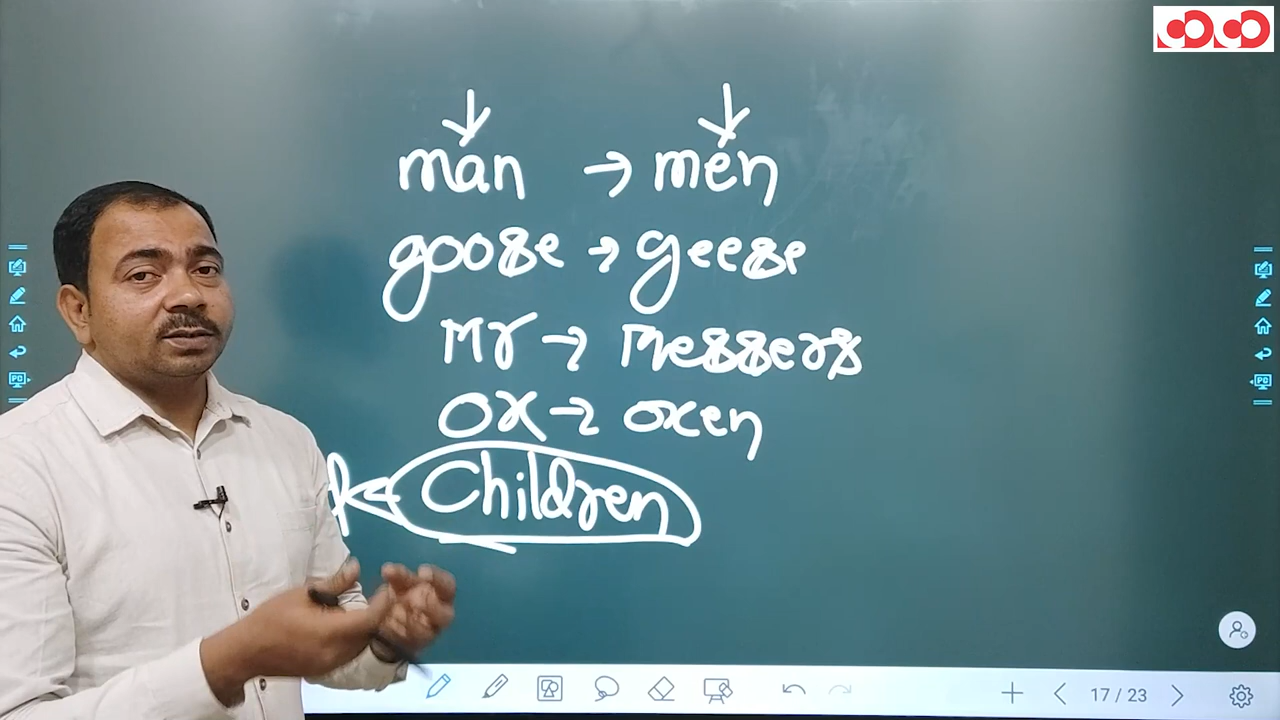 man → men
goose → geese
Mr → Messers
ox → oxen
Children
17 / 23